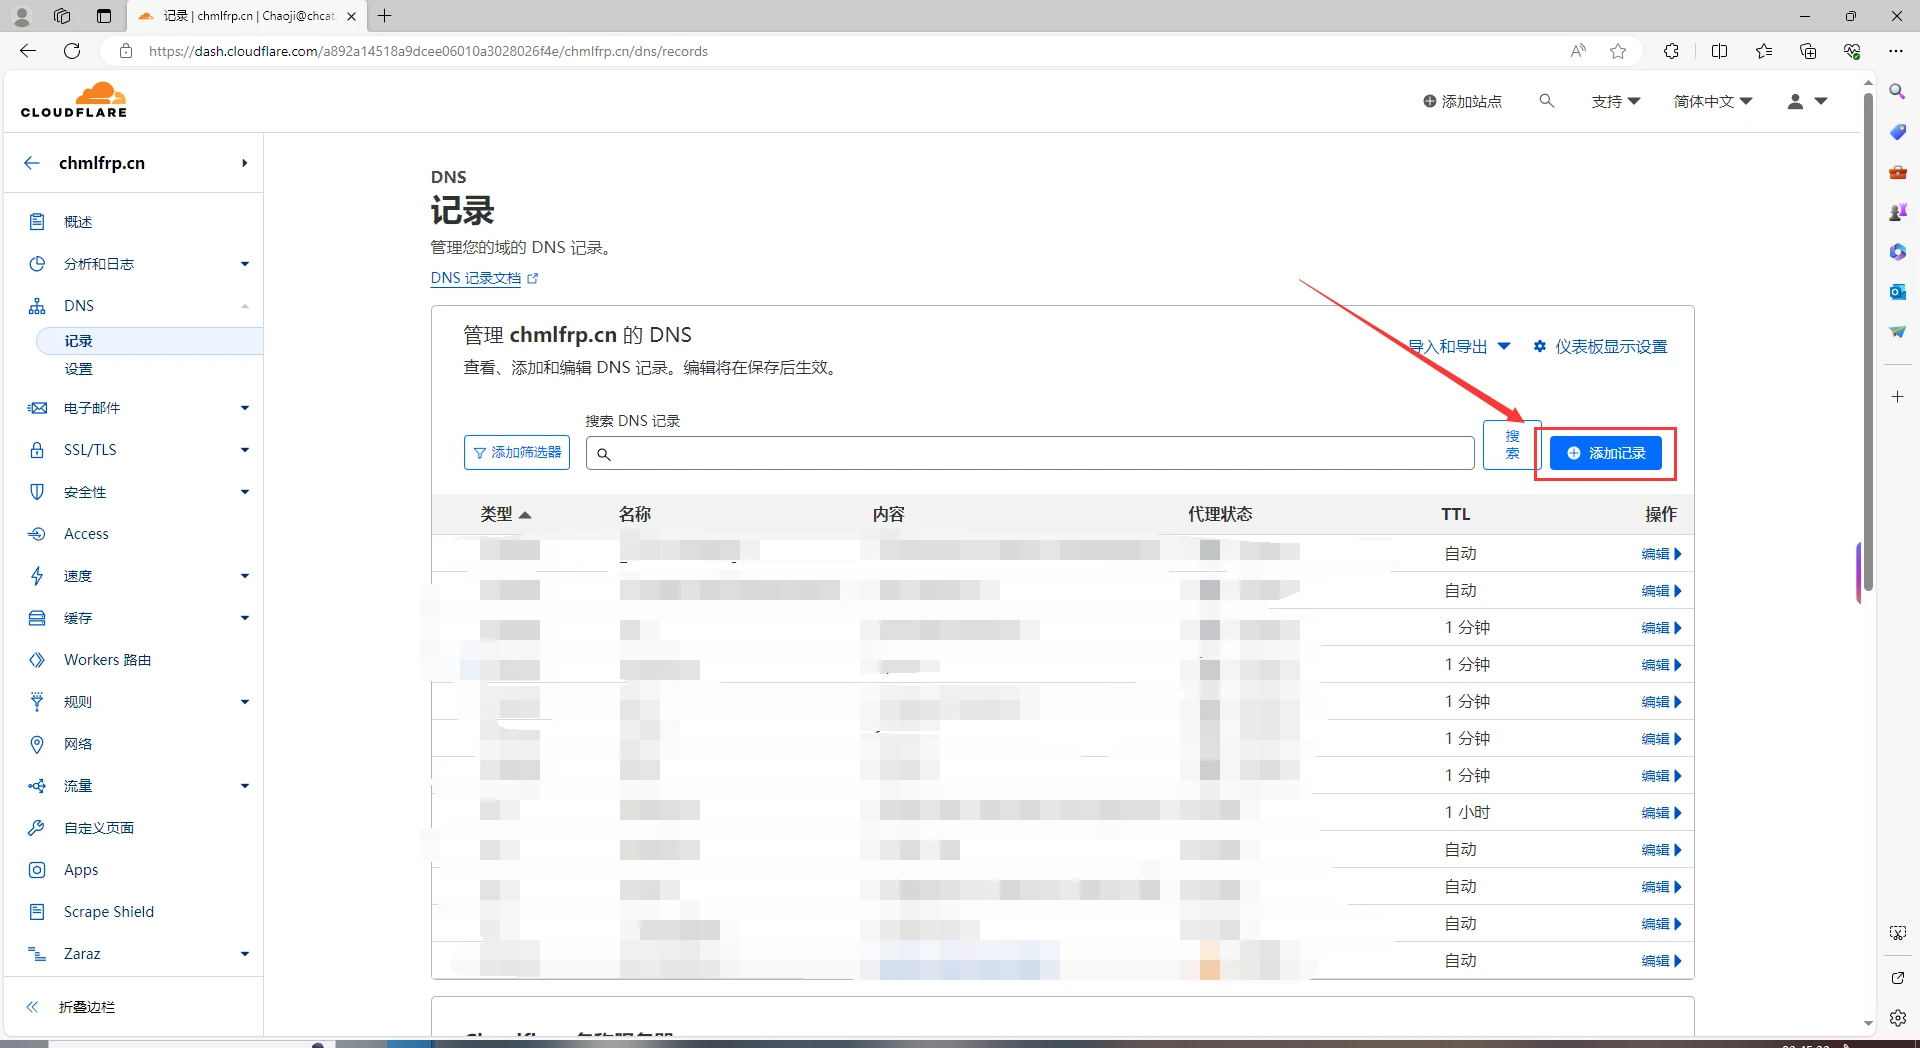 记录 | chmlfrp.cn | Chaoji@chcat.
https://dash.cloudflare.com/a892a14518a9dcee06010a3028026f4e/chmlfrp.cn/dns/records
CLOUDFLARE
添加站点
支持
简体中文
chmlfrp.cn
概述
分析和日志
DNS
记录
设置
电子邮件
SSL/TLS
安全性
Access
速度
缓存
Workers 路由
规则
网络
流量
自定义页面
Apps
Scrape Shield
Zaraz
折叠边栏
DNS
记录
管理您的域的 DNS 记录。
DNS 记录文档
管理 chmlfrp.cn 的 DNS
查看、添加和编辑 DNS 记录。编辑将在保存后生效。
导入和导出
仪表板显示设置
搜索 DNS 记录
添加筛选器
搜索
添加记录
类型 名称 内容 代理状态 TTL 操作
自动 编辑
自动 编辑
1 分钟 编辑
1 分钟 编辑
1 分钟 编辑
1 分钟 编辑
1 分钟 编辑
1 小时 编辑
自动 编辑
自动 编辑
自动 编辑
自动 编辑